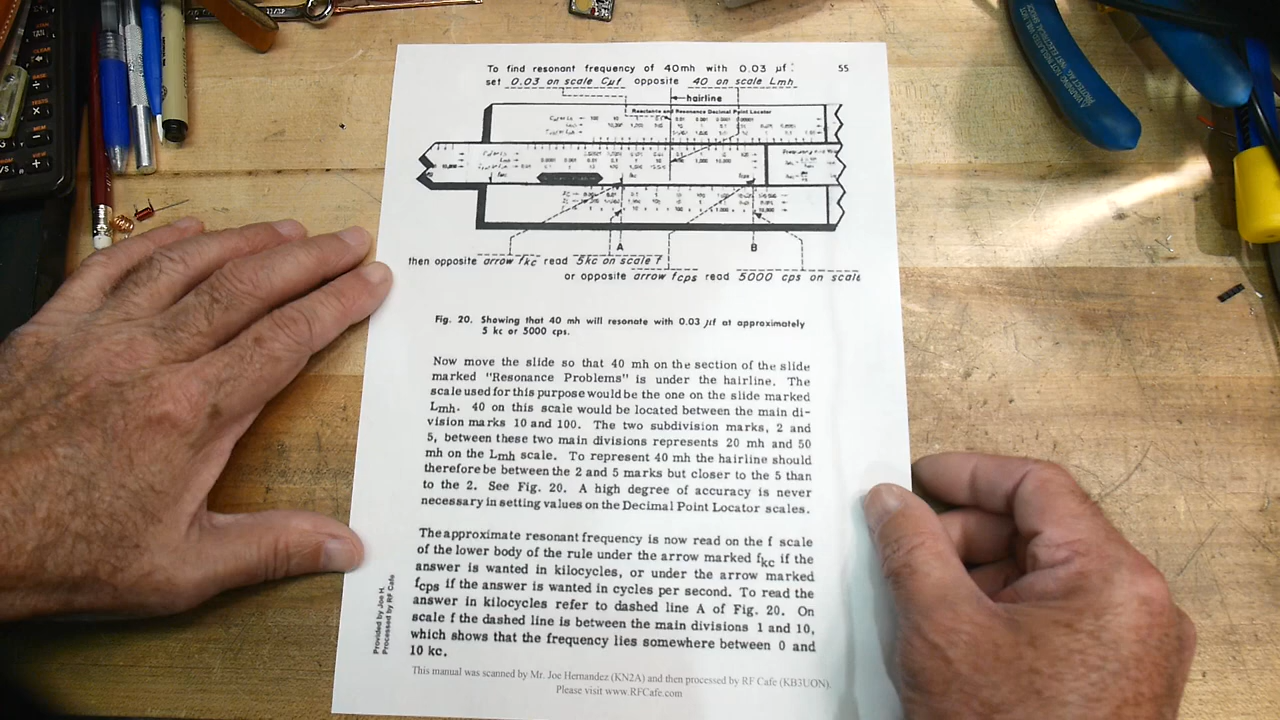 To find resonant frequency of 40mh with 0.03 µf:
55
set 0.03 on scale Cµf opposite 40 on scale Lmh
hairline
Reactance and Resonance Decimal Point Locator
A
B
then opposite arrow fkc read 5kc on scale f
or opposite arrow fcps read 5000 cps on scale
Fig. 20. Showing that 40 mh will resonate with 0.03 µf at approximately
5 kc or 5000 cps.
Now move the slide so that 40 mh on the section of the slide
marked "Resonance Problems" is under the hairline. The
scale used for this purpose would be the one on the slide marked
Lmh. 40 on this scale would be located between the main di-
vision marks 10 and 100. The two subdivision marks, 2 and
5, between these two main divisions represents 20 mh and 50
mh on the Lmh scale. To represent 40 mh the hairline should
therefore be between the 2 and 5 marks but closer to the 5 than
to the 2. See Fig. 20. A high degree of accuracy is never
necessary in setting values on the Decimal Point Locator scales.
The approximate resonant frequency is now read on the f scale
of the lower body of the rule under the arrow marked fkc if the
answer is wanted in kilocycles, or under the arrow marked
fcps if the answer is wanted in cycles per second. To read the
answer in kilocycles refer to dashed line A of Fig. 20. On
scale f the dashed line is between the main divisions 1 and 10,
which shows that the frequency lies somewhere between 0 and
10 kc.
Provided by Joe H.
Processed by RF Cafe
This manual was scanned by Mr. Joe Hernandez (KN2A) and then processed by RF Cafe (KB3UON).
Please visit www.RFCafe.com